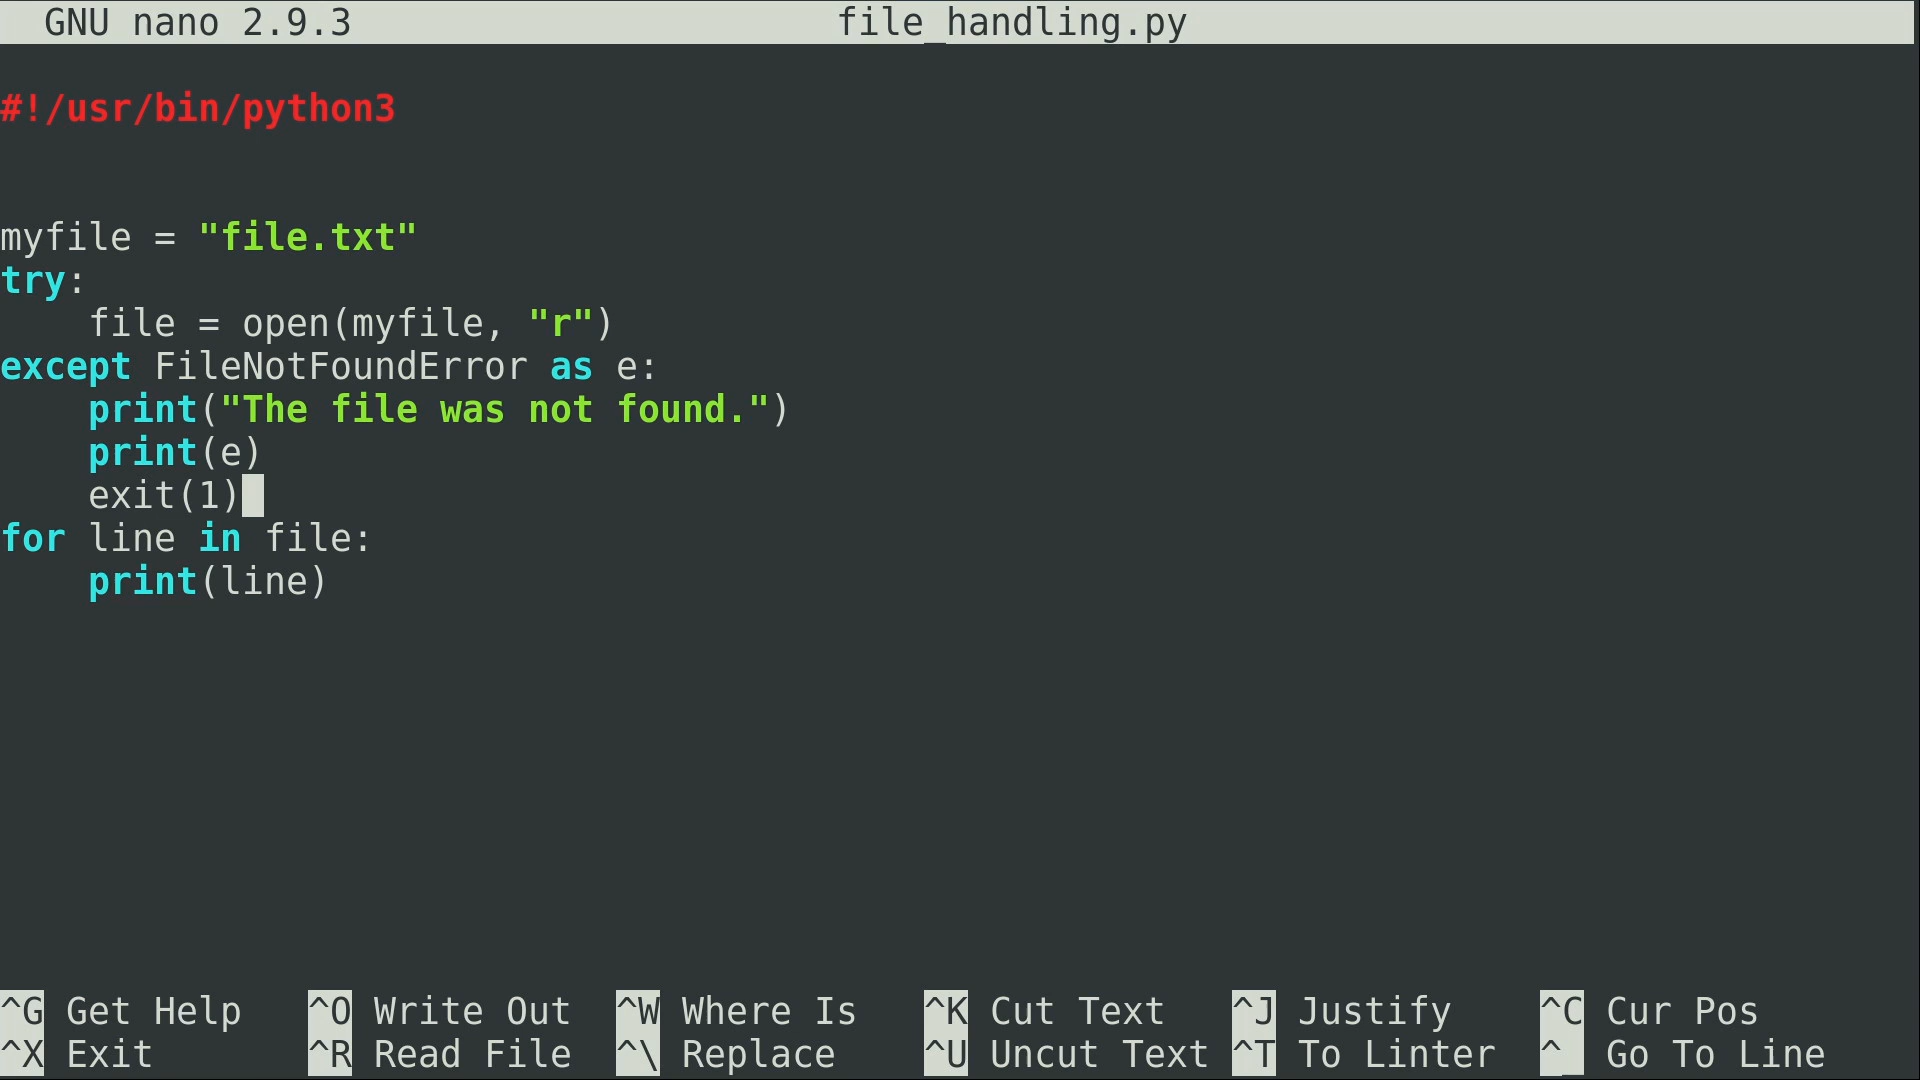 GNU nano 2.9.3 file_handling.py
#!/usr/bin/python3
myfile = "file.txt"
try:
    file = open(myfile, "r")
except FileNotFoundError as e:
    print("The file was not found.")
    print(e)
    exit(1)
for line in file:
    print(line)
^G Get Help ^O Write Out ^W Where Is ^K Cut Text ^J Justify ^C Cur Pos
^X Exit ^R Read File ^\ Replace ^U Uncut Text ^T To Linter ^_ Go To Line